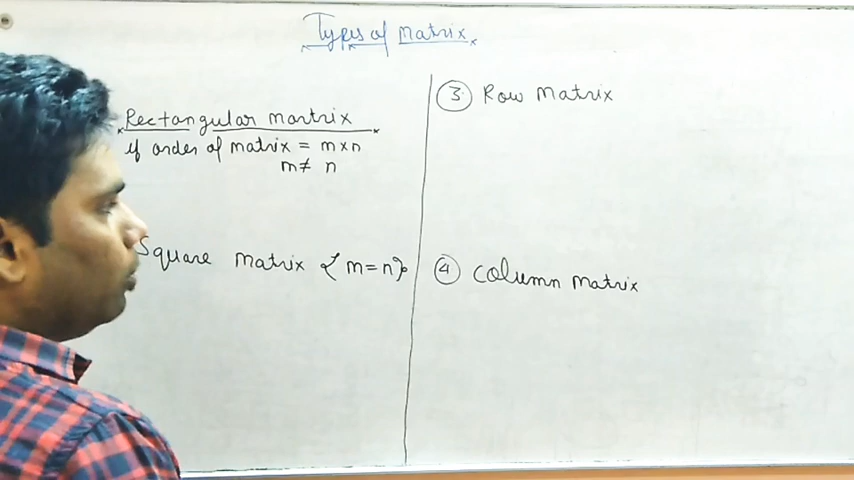 Types of Matrix
Rectangular martrix
if order of matrix = m×n
m≠ n
Square matrix {m=n}
③ Row Matrix
④ Column Matrix